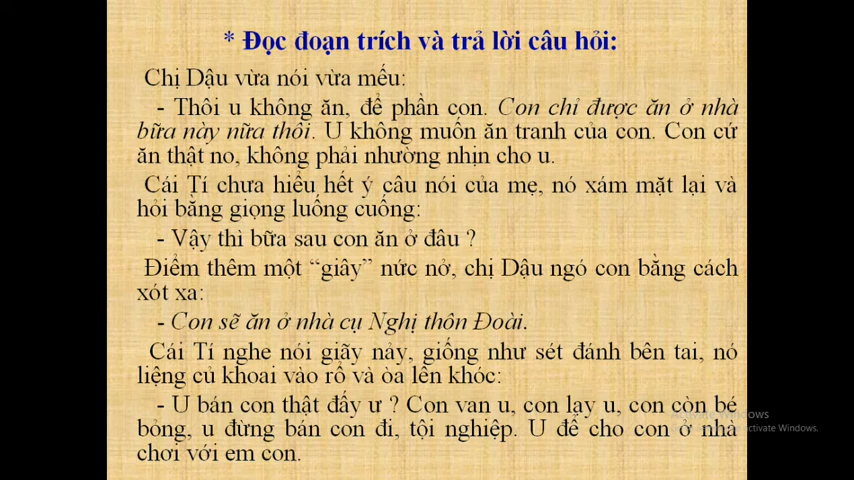 * Đọc đoạn trích và trả lời câu hỏi:
Chị Dậu vừa nói vừa mếu:
- Thôi u không ăn, để phần con. Con chỉ được ăn ở nhà
bữa này nữa thôi. U không muốn ăn tranh của con. Con cứ
ăn thật no, không phải nhường nhịn cho u.
Cái Tí chưa hiểu hết ý câu nói của mẹ, nó xám mặt lại và
hỏi bằng giọng luống cuống:
- Vậy thì bữa sau con ăn ở đâu ?
Điểm thêm một “giây” nức nở, chị Dậu ngó con bằng cách
xót xa:
- Con sẽ ăn ở nhà cụ Nghị thôn Đoài.
Cái Tí nghe nói giãy nảy, giống như sét đánh bên tai, nó
liệng củ khoai vào rổ và òa lên khóc:
- U bán con thật đấy ư ? Con van u, con lạy u, con còn bé
bỏng, u đừng bán con đi, tội nghiệp. U để cho con ở nhà
chơi với em con.
Windows
activate Windows.